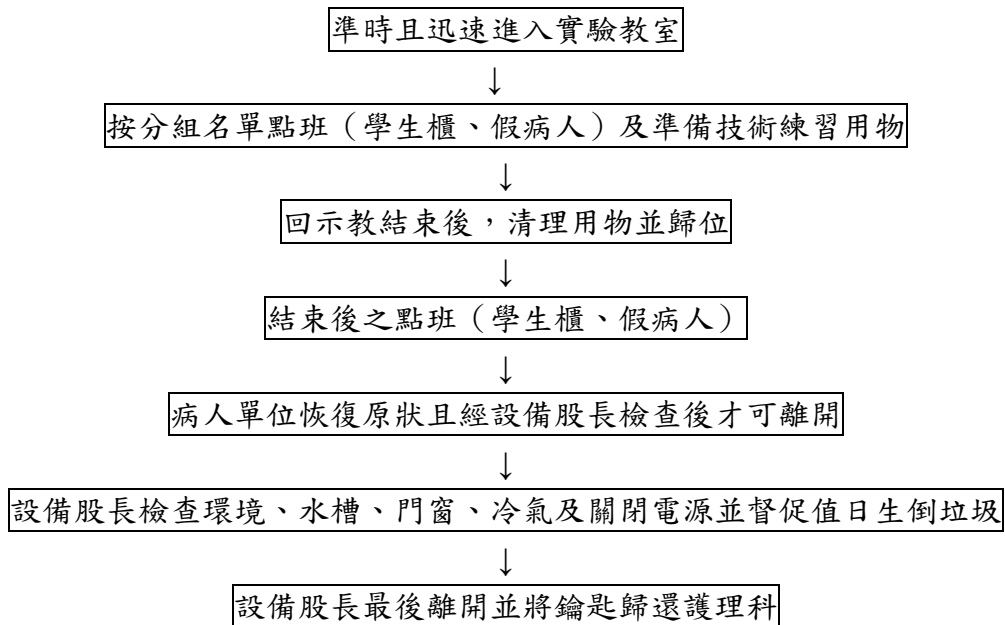 準時且迅速進入實驗教室
↓
按分組名單點班（學生櫃、假病人）及準備技術練習用物
↓
回示教結束後，清理用物並歸位
↓
結束後之點班（學生櫃、假病人）
↓
病人單位恢復原狀且經設備股長檢查後才可離開
↓
設備股長檢查環境、水槽、門窗、冷氣及關閉電源並督促值日生倒垃圾
↓
設備股長最後離開並將鑰匙歸還護理科